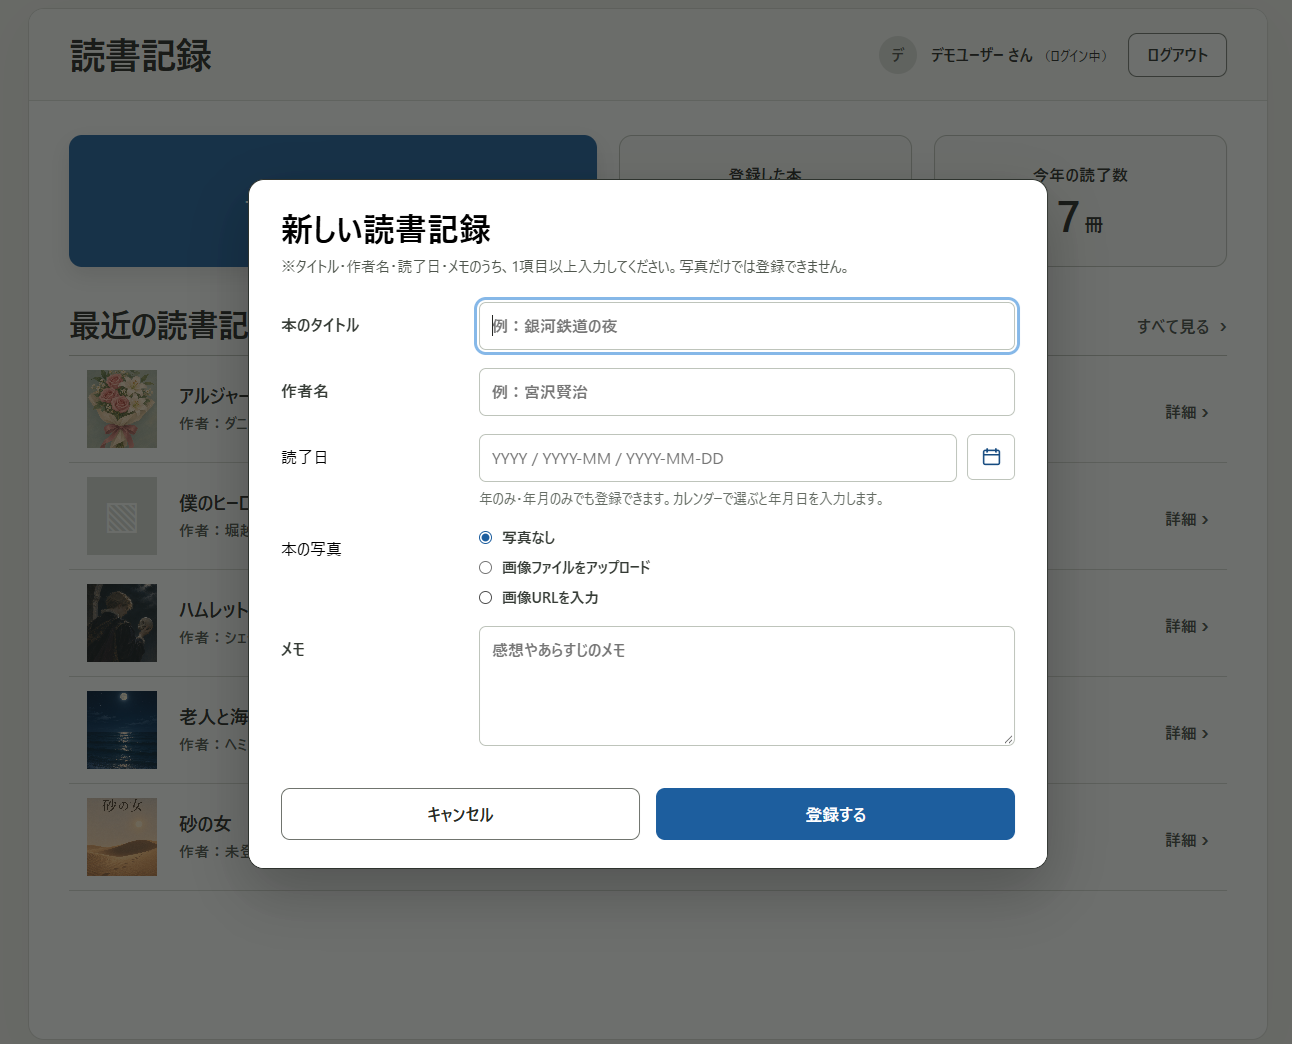 読書記録
デ デモユーザー さん (ログイン中) ログアウト
登録した本
今年の読了数
7 冊
新しい読書記録
※タイトル・作者名・読了日・メモのうち、1項目以上入力してください。写真だけでは登録できません。
本のタイトル
例：銀河鉄道の夜
作者名
例：宮沢賢治
読了日
YYYY / YYYY-MM / YYYY-MM-DD
年のみ・年月のみでも登録できます。カレンダーで選ぶと年月日を入力します。
本の写真
写真なし
画像ファイルをアップロード
画像URLを入力
メモ
感想やあらすじのメモ
キャンセル
登録する
最近の読書記
すべて見る ›
アルジャー
作者：ダニ
詳細 ›
僕のヒーロ
作者：堀越
詳細 ›
ハムレット
作者：シェ
詳細 ›
老人と海
作者：ヘミ
詳細 ›
砂の女
砂の女
作者：未登
詳細 ›